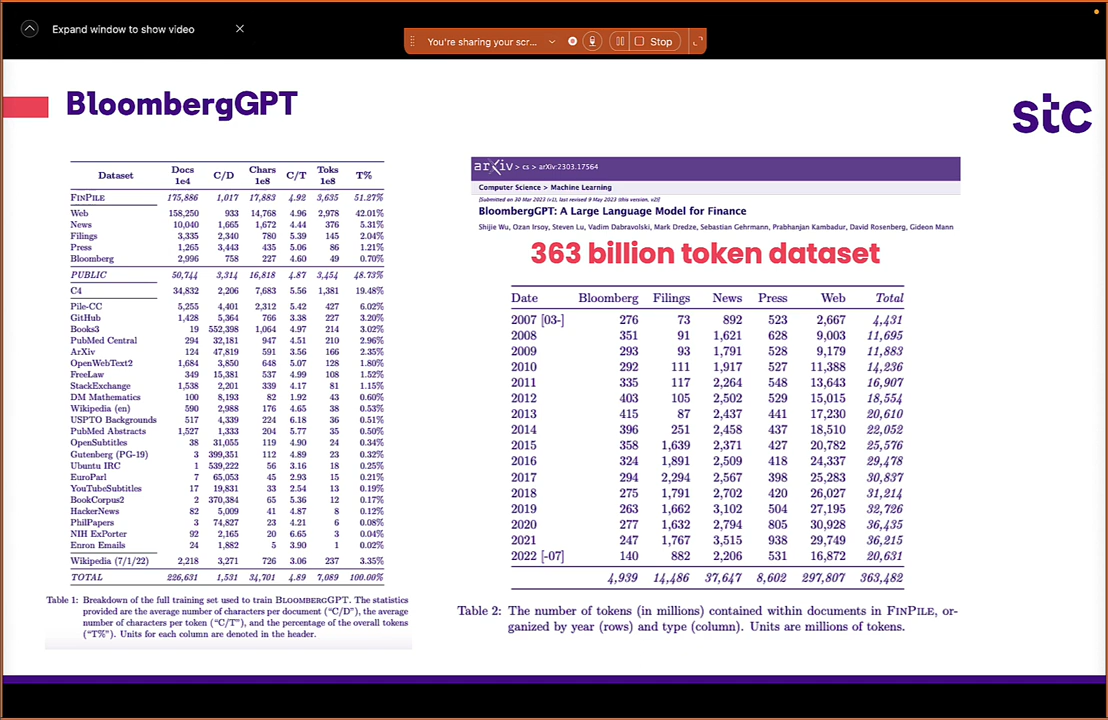 Expand window to show video
You're sharing your scr...
Stop
BloombergGPT
stc
Dataset Docs 1e4 C/D Chars 1e8 C/T Toks 1e8 T%
FINPILE 175,886 1,017 17,883 4.92 3,635 51.27%
Web 158,250 933 14,768 4.96 2,978 42.01%
News 10,040 1,665 1,672 4.44 376 5.31%
Filings 3,335 2,340 780 5.39 145 2.04%
Press 1,265 3,443 435 5.06 86 1.21%
Bloomberg 2,996 758 227 4.60 49 0.70%
PUBLIC 50,744 3,314 16,818 4.87 3,454 48.73%
C4 34,832 2,206 7,683 5.56 1,381 19.48%
Pile-CC 5,255 4,401 2,312 5.42 427 6.02%
GitHub 1,428 5,364 766 3.38 227 3.20%
Books3 19 552,398 1,064 4.97 214 3.02%
PubMed Central 294 32,181 947 4.51 210 2.96%
ArXiv 124 47,819 591 3.56 166 2.35%
OpenWebText2 1,684 3,850 648 5.07 128 1.80%
FreeLaw 349 15,381 537 4.99 108 1.52%
StackExchange 1,538 2,201 339 4.17 81 1.15%
DM Mathematics 100 8,193 82 1.92 43 0.60%
Wikipedia (en) 590 2,988 176 4.65 38 0.53%
USPTO Backgrounds 517 4,339 224 6.18 36 0.51%
PubMed Abstracts 1,527 1,333 204 5.77 35 0.50%
OpenSubtitles 38 31,055 119 4.90 24 0.34%
Gutenberg (PG-19) 3 399,351 112 4.89 23 0.32%
Ubuntu IRC 1 539,222 56 3.16 18 0.25%
EuroParl 7 65,053 45 2.93 15 0.21%
YouTubeSubtitles 17 19,831 33 2.54 13 0.19%
BookCorpus2 2 370,384 65 5.36 12 0.17%
HackerNews 82 5,009 41 4.87 8 0.12%
PhilPapers 3 74,827 23 4.21 6 0.08%
NIH ExPorter 92 2,165 20 6.65 3 0.04%
Enron Emails 24 1,882 5 3.90 1 0.02%
Wikipedia (7/1/22) 2,218 3,271 726 3.06 237 3.35%
TOTAL 226,631 1,531 34,701 4.89 7,089 100.00%
Table 1: Breakdown of the full training set used to train BLOOMBERGGPT. The statistics
provided are the average number of characters per document ("C/D"), the average
number of characters per token ("C/T"), and the percentage of the overall tokens
("T%"). Units for each column are denoted in the header.
arXiv > cs > arXiv:2303.17564
Computer Science > Machine Learning
[Submitted on 30 Mar 2023 (v1), last revised 9 May 2023 (this version, v2)]
BloombergGPT: A Large Language Model for Finance
Shijie Wu, Ozan Irsoy, Steven Lu, Vadim Dabravolski, Mark Dredze, Sebastian Gehrmann, Prabhanjan Kambadur, David Rosenberg, Gideon Mann
363 billion token dataset
Date Bloomberg Filings News Press Web Total
2007 [03-] 276 73 892 523 2,667 4,431
2008 351 91 1,621 628 9,003 11,695
2009 293 93 1,791 528 9,179 11,883
2010 292 111 1,917 527 11,388 14,236
2011 335 117 2,264 548 13,643 16,907
2012 403 105 2,502 529 15,015 18,554
2013 415 87 2,437 441 17,230 20,610
2014 396 251 2,458 437 18,510 22,052
2015 358 1,639 2,371 427 20,782 25,576
2016 324 1,891 2,509 418 24,337 29,478
2017 294 2,294 2,567 398 25,283 30,837
2018 275 1,791 2,702 420 26,027 31,214
2019 263 1,662 3,102 504 27,195 32,726
2020 277 1,632 2,794 805 30,928 36,435
2021 247 1,767 3,515 938 29,749 36,215
2022 [-07] 140 882 2,206 531 16,872 20,631
4,939 14,486 37,647 8,602 297,807 363,482
Table 2: The number of tokens (in millions) contained within documents in FINPILE, or-
ganized by year (rows) and type (column). Units are millions of tokens.